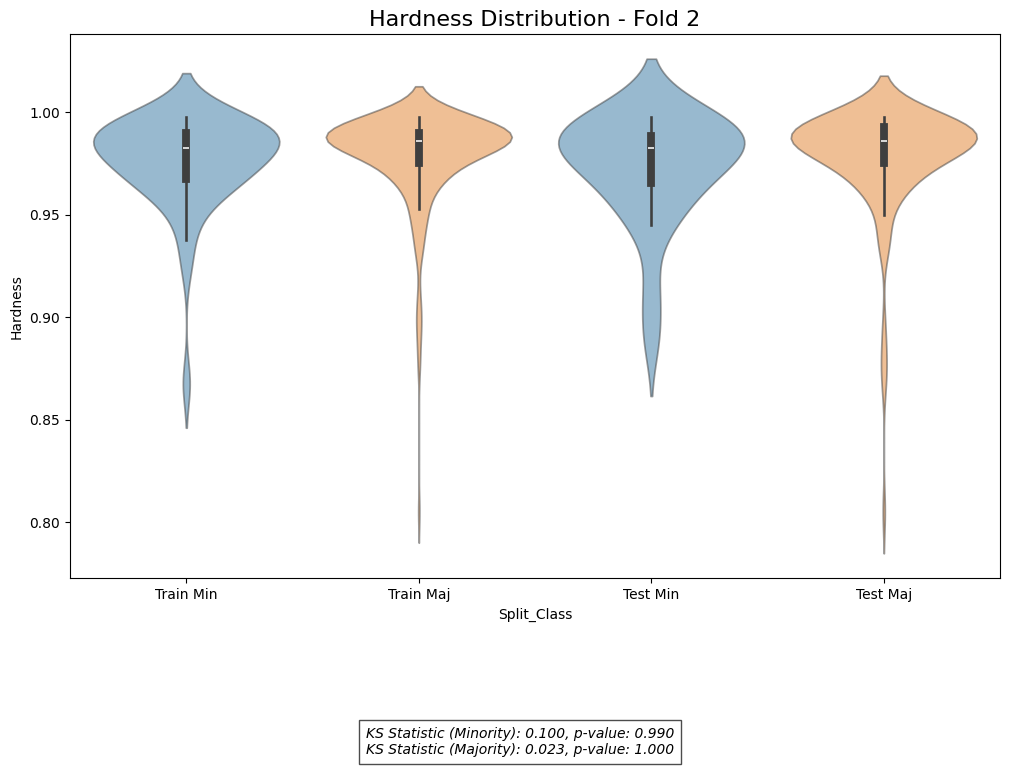 Hardness Distribution - Fold 2
Hardness
1.00
0.95
0.90
0.85
0.80
Train Min
Train Maj
Test Min
Test Maj
Split_Class
KS Statistic (Minority): 0.100, p-value: 0.990
KS Statistic (Majority): 0.023, p-value: 1.000